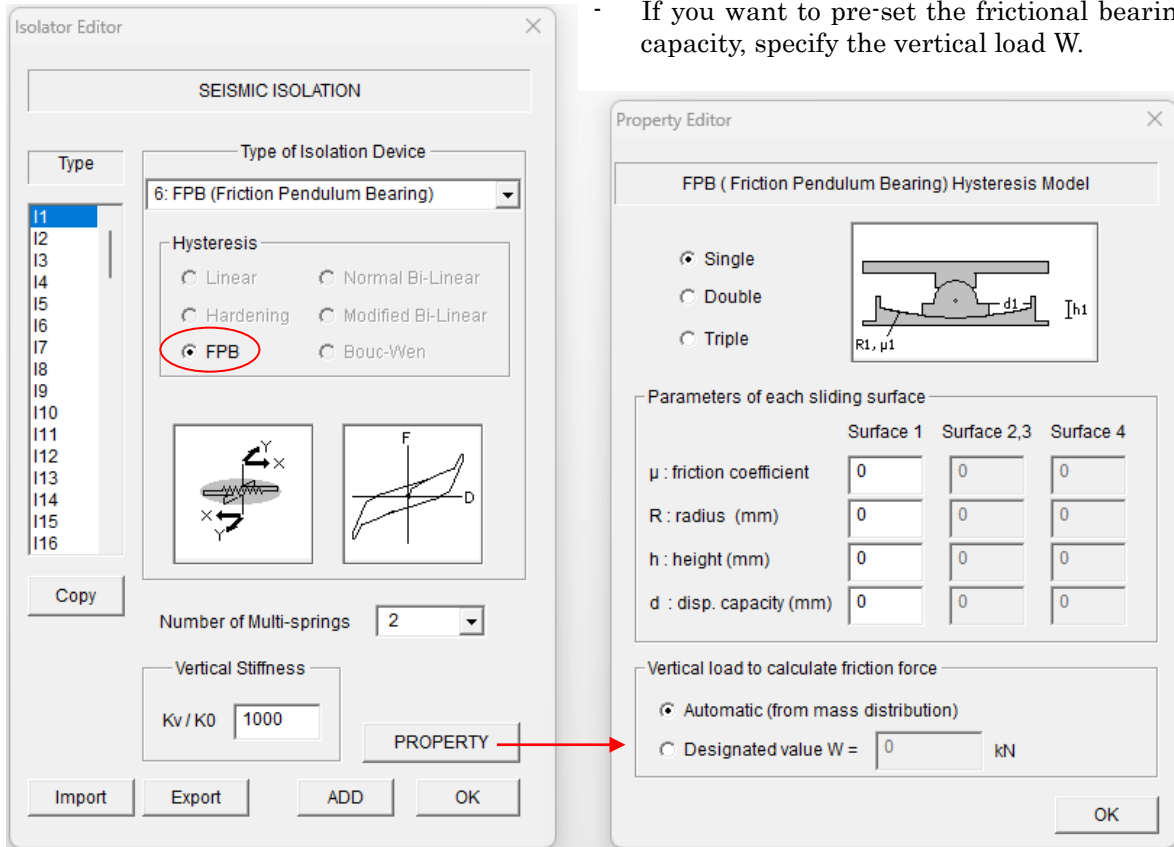 - If you want to pre-set the frictional bearin
capacity, specify the vertical load W.
Isolator Editor
SEISMIC ISOLATION
Type
I1
I2
I3
I4
I5
I6
I7
I8
I9
I10
I11
I12
I13
I14
I15
I16
Copy
Type of Isolation Device
6: FPB (Friction Pendulum Bearing)
Hysteresis
Linear Normal Bi-Linear
Hardening Modified Bi-Linear
FPB Bouc-Wen
Y
X
X
Y
F
D
Number of Multi-springs 2
Vertical Stiffness
Kv / K0 1000
PROPERTY
Import Export ADD OK
Property Editor
FPB ( Friction Pendulum Bearing) Hysteresis Model
Single
Double
Triple
d1
h1
R1, μ1
Parameters of each sliding surface
Surface 1 Surface 2,3 Surface 4
μ : friction coefficient 0 0 0
R : radius (mm) 0 0 0
h : height (mm) 0 0 0
d : disp. capacity (mm) 0 0 0
Vertical load to calculate friction force
Automatic (from mass distribution)
Designated value W = 0 kN
OK